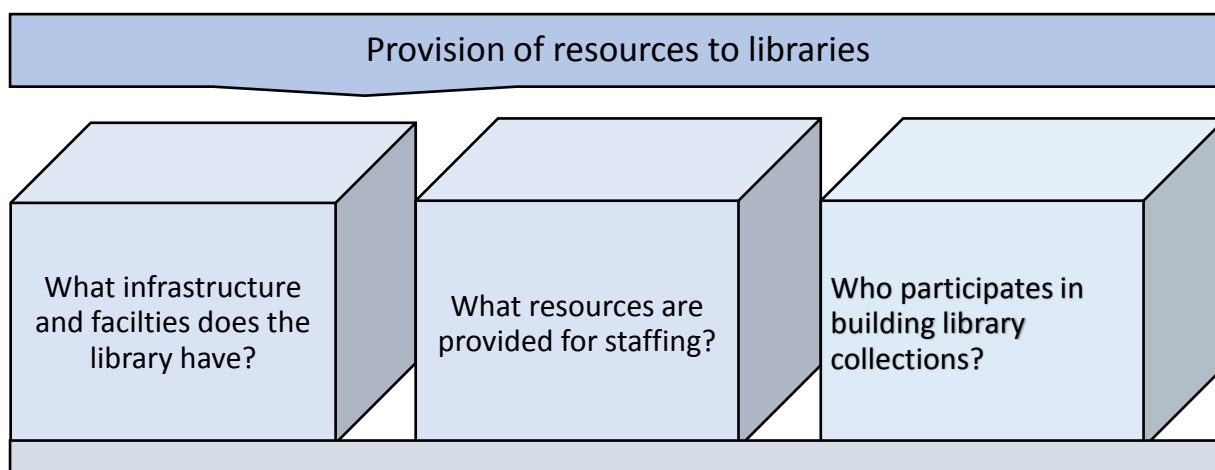 Provision of resources to libraries
What infrastructure
and facilties does the
library have?
What resources are
provided for staffing?
Who participates in
building library
collections?